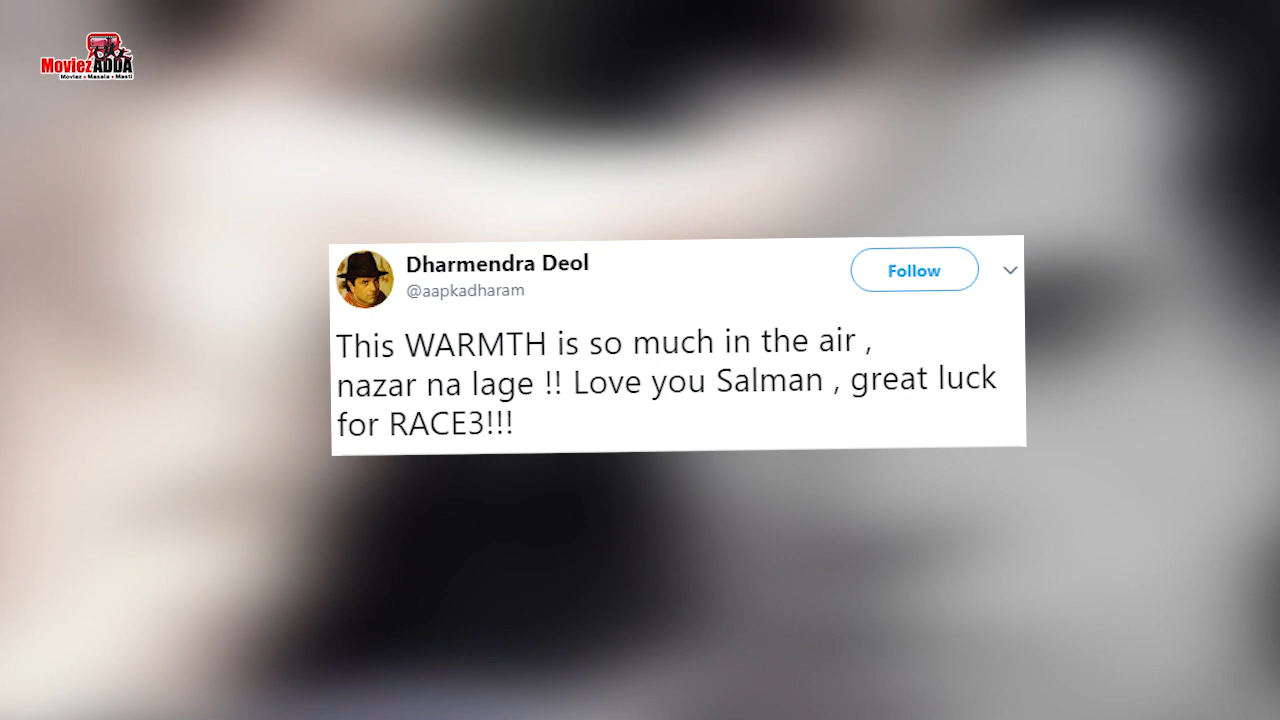 MoviezADDA
Moviez • Masala • Masti
Dharmendra Deol
@aapkadharam
Follow
This WARMTH is so much in the air ,
nazar na lage !! Love you Salman , great luck
for RACE3!!!